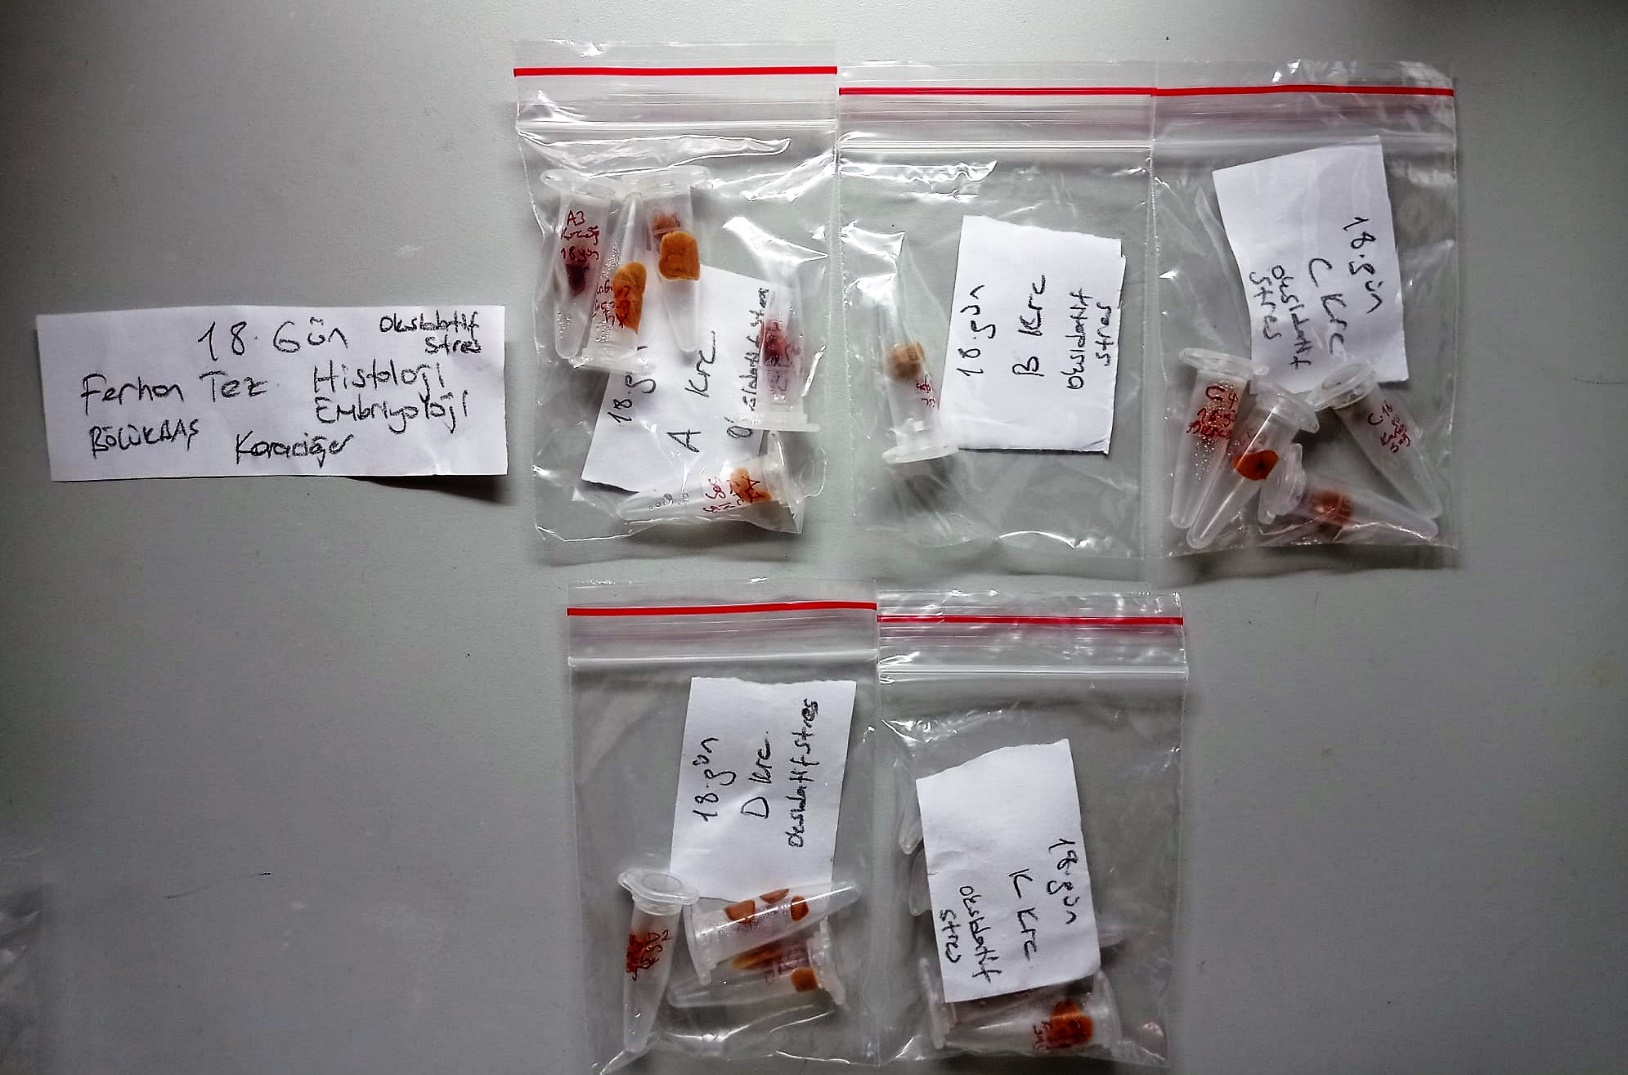 18. Gün Oksidatif
stres
Ferhan Tez Histoloji
Embriyoloji
BÖLÜKBAŞ Karaciğer
A3
18.gün
A Krc
Oksidatif stres
18.gün
B Krc
Oksidatif
stres
18.gün
C Krc
Oksidatif
stres
18.gün
D Krc
Oksidatif stres
18.gün
K Krc
oksidatif
stres